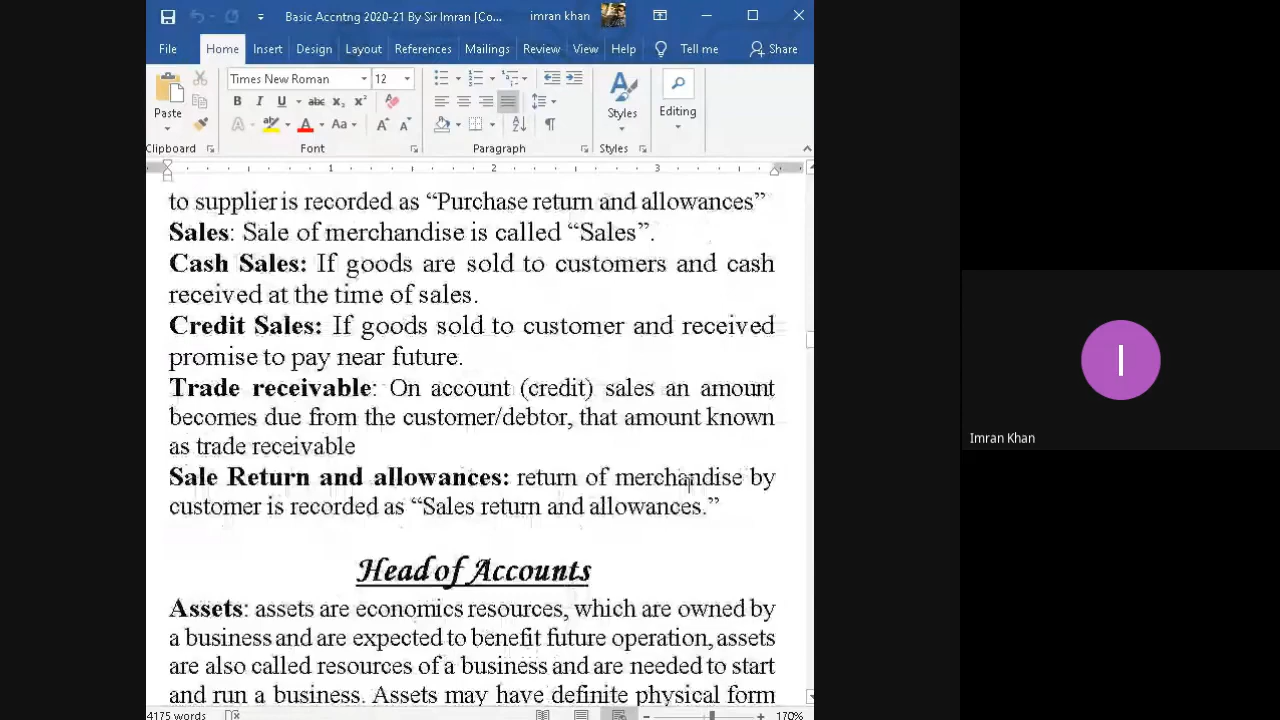 Basic Accntng 2020-21 By Sir Imran [Co... imran khan
File Home Insert Design Layout References Mailings Review View Help Tell me Share
Times New Roman 12
Paste
B I U abc x₂ x²
A ab A Aa A A
Styles
Editing
Clipboard Font Paragraph Styles
1 2 3
to supplier is recorded as “Purchase return and allowances”
Sales: Sale of merchandise is called “Sales”.
Cash Sales: If goods are sold to customers and cash
received at the time of sales.
Credit Sales: If goods sold to customer and received
promise to pay near future.
Trade receivable: On account (credit) sales an amount
becomes due from the customer/debtor, that amount known
as trade receivable
Sale Return and allowances: return of merchandise by
customer is recorded as “Sales return and allowances.”
Head of Accounts
Assets: assets are economics resources, which are owned by
a business and are expected to benefit future operation, assets
are also called resources of a business and are needed to start
and run a business. Assets may have definite physical form
4175 words 170%
I
Imran Khan